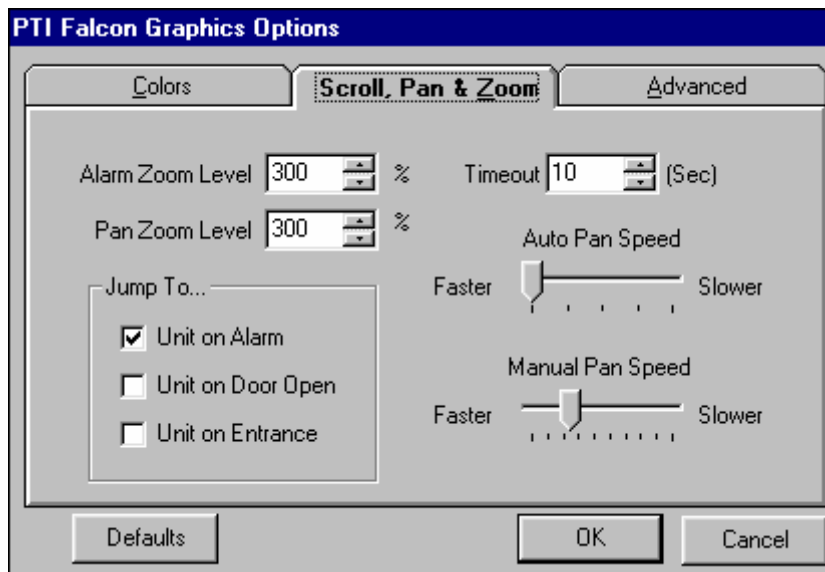 PTI Falcon Graphics Options
Colors
Scroll, Pan & Zoom
Advanced
Alarm Zoom Level 300 %
Timeout 10 (Sec)
Pan Zoom Level 300 %
Auto Pan Speed
Faster Slower
Jump To...
Unit on Alarm
Unit on Door Open
Unit on Entrance
Manual Pan Speed
Faster Slower
Defaults
OK
Cancel